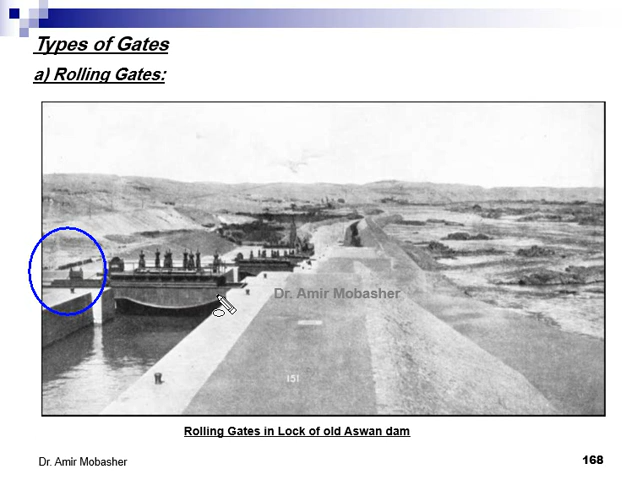 Types of Gates
a) Rolling Gates:
Dr. Amir Mobasher
151
Rolling Gates in Lock of old Aswan dam
Dr. Amir Mobasher
168